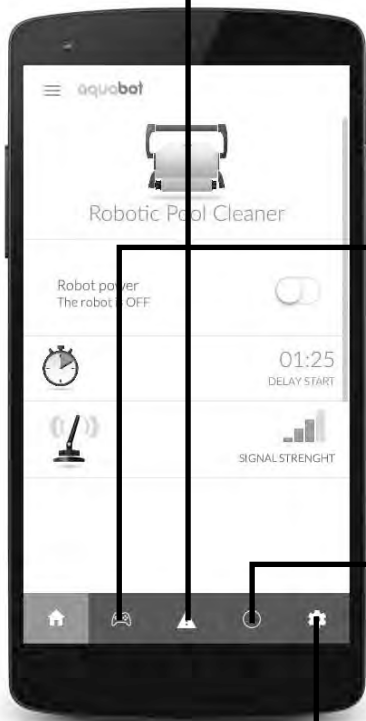 aquabot
Robotic Pool Cleaner
Robot power
The robot is OFF
01:25
DELAY START
SIGNAL STRENGHT